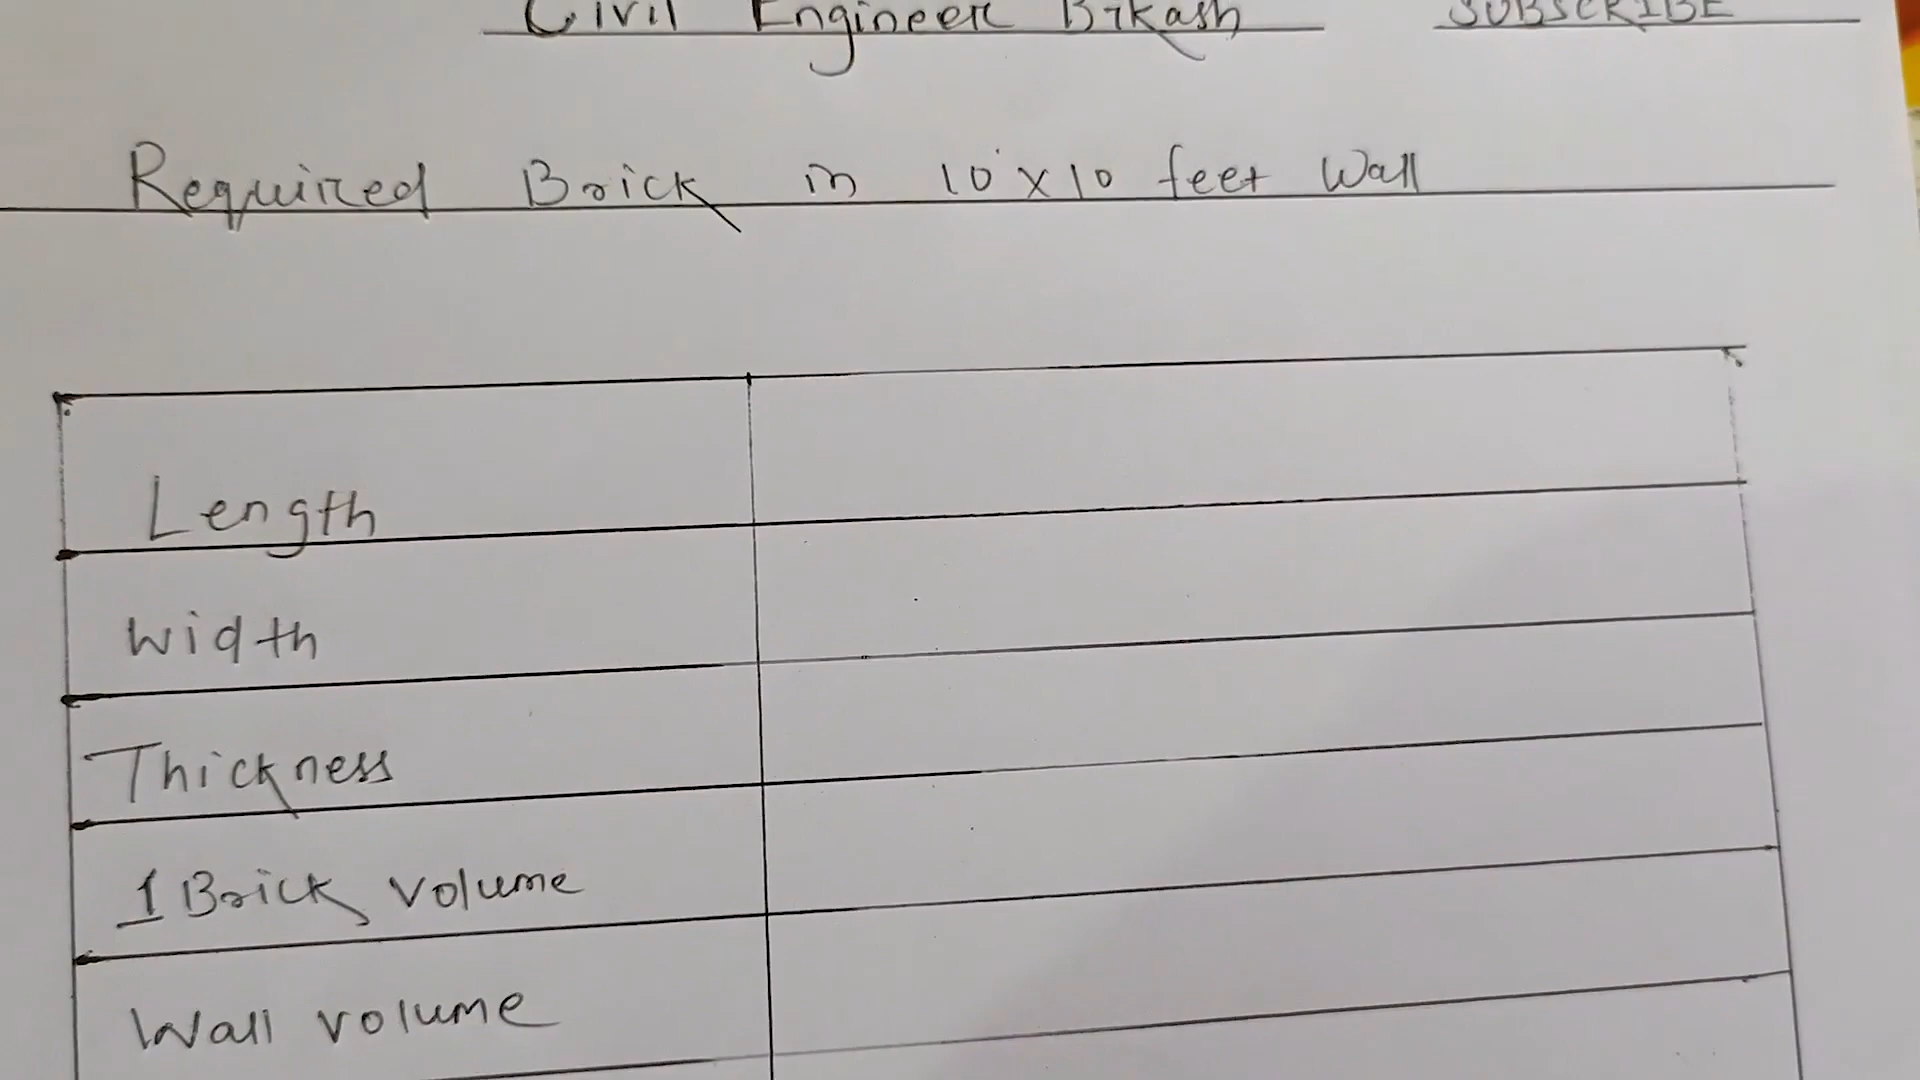 Civil Engineer Bikash SUBSCRIBE
Required Brick in 10'x10 feet Wall
Length
Width
Thickness
1 Brick volume
Wall volume